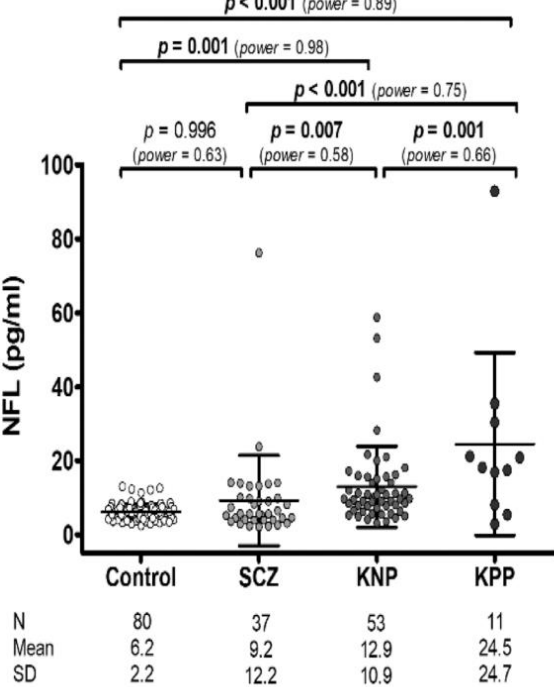 p < 0.001 (power = 0.89)
p = 0.001 (power = 0.98)
p < 0.001 (power = 0.75)
p = 0.996 p = 0.007 p = 0.001
(power = 0.63) (power = 0.58) (power = 0.66)
100
80
60
40
20
0
NFL (pg/ml)
Control SCZ KNP KPP
N 80 37 53 11
Mean 6.2 9.2 12.9 24.5
SD 2.2 12.2 10.9 24.7